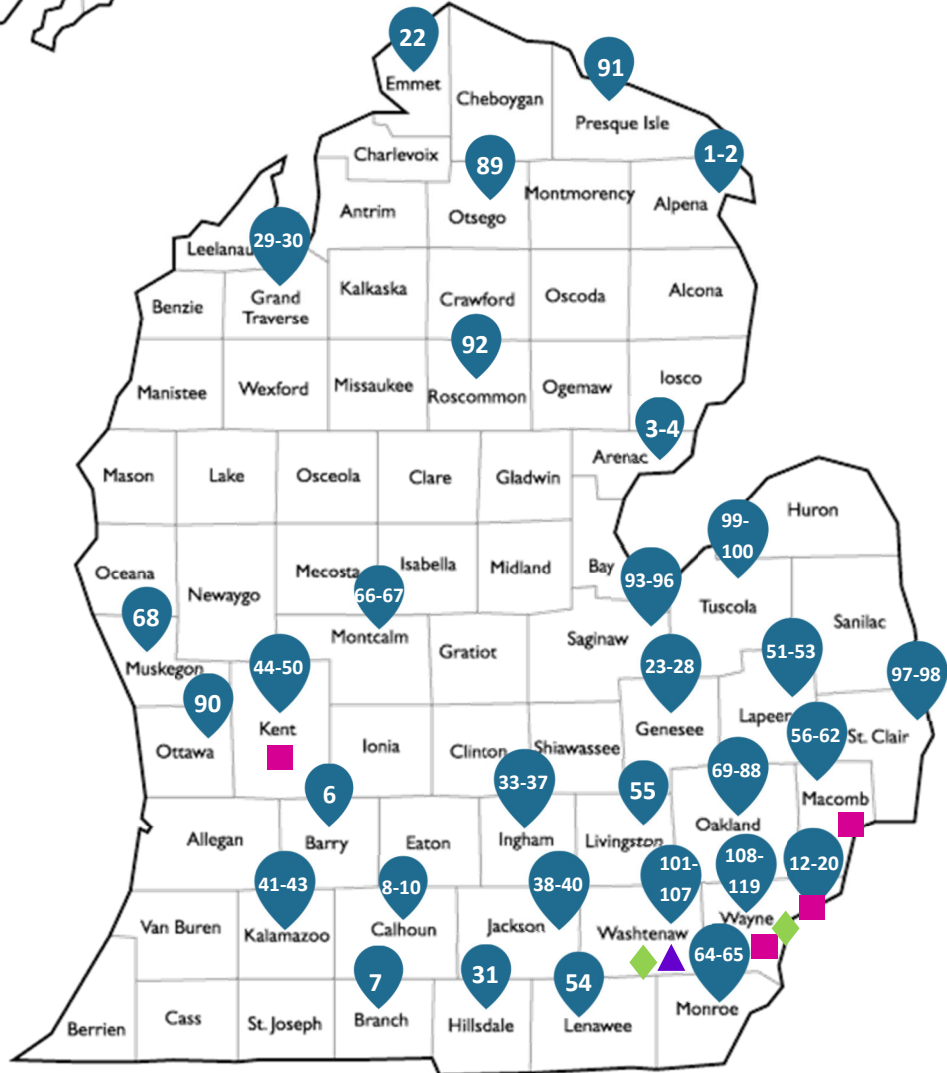 22
Emmet
91
Cheboygan
Presque Isle
Charlevoix
89
1-2
Montmorency
Antrim
Otsego
Alpena
29-30
Leelanau
Kalkaska
Crawford
Oscoda
Alcona
Benzie
Grand
Traverse
92
Manistee
Wexford
Missaukee
Roscommon
Ogemaw
Iosco
3-4
Arenac
Mason
Lake
Osceola
Clare
Gladwin
Huron
99-
100
Oceana
Newaygo
Mecosta
Isabella
Midland
Bay
93-96
66-67
Tuscola
Sanilac
68
Montcalm
Gratiot
Saginaw
Muskegon
44-50
23-28
51-53
97-98
90
Kent
Genesee
Lapeer
56-62
St. Clair
Ottawa
Ionia
Clinton
Shiawassee
6
33-37
55
69-88
Macomb
Allegan
Barry
Eaton
Ingham
Livingston
Oakland
41-43
8-10
38-40
101-
107
108-
119
12-20
Van Buren
Kalamazoo
Calhoun
Jackson
Washtenaw
Wayne
64-65
7
31
54
Berrien
Cass
St. Joseph
Branch
Hillsdale
Lenawee
Monroe